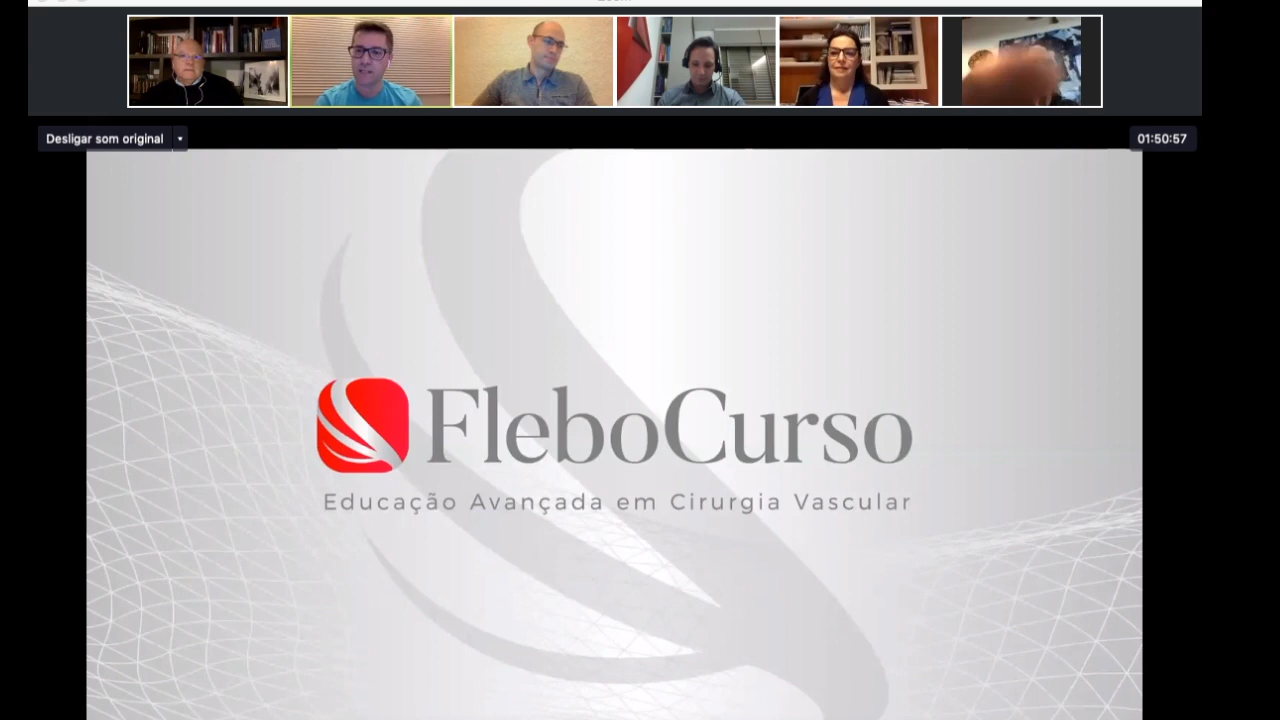 Desligar som original
01:50:57
FleboCurso
Educação Avançada em Cirurgia Vascular